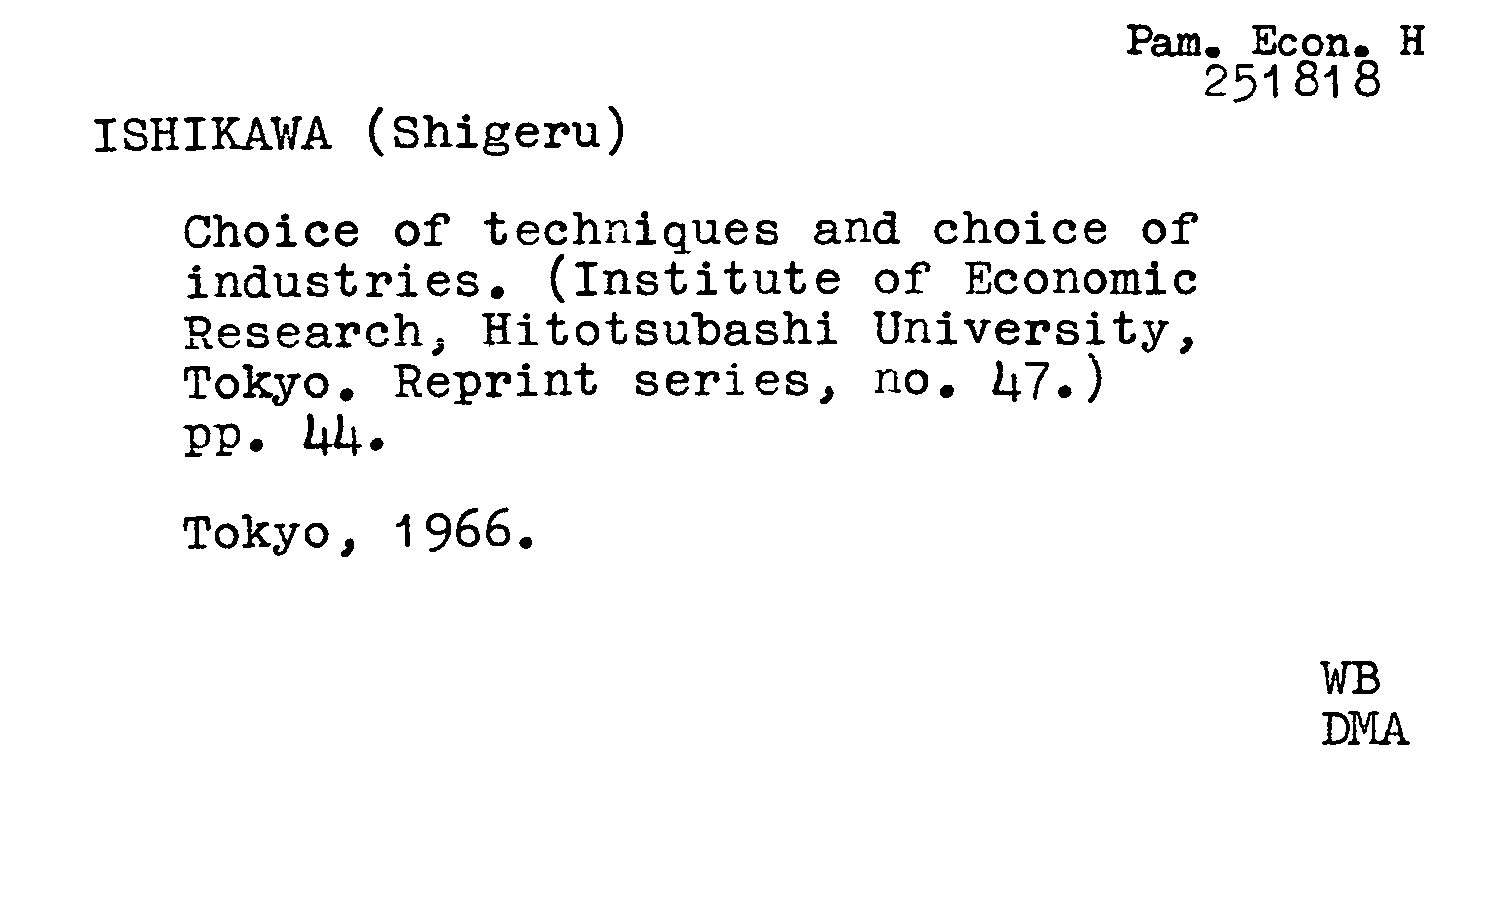 Pam. Econ. H
251818
ISHIKAWA (Shigeru)
Choice of techniques and choice of
industries. (Institute of Economic
Research, Hitotsubashi University,
Tokyo. Reprint series, no. 47.)
pp. 44.
Tokyo, 1966.
WB
DMA